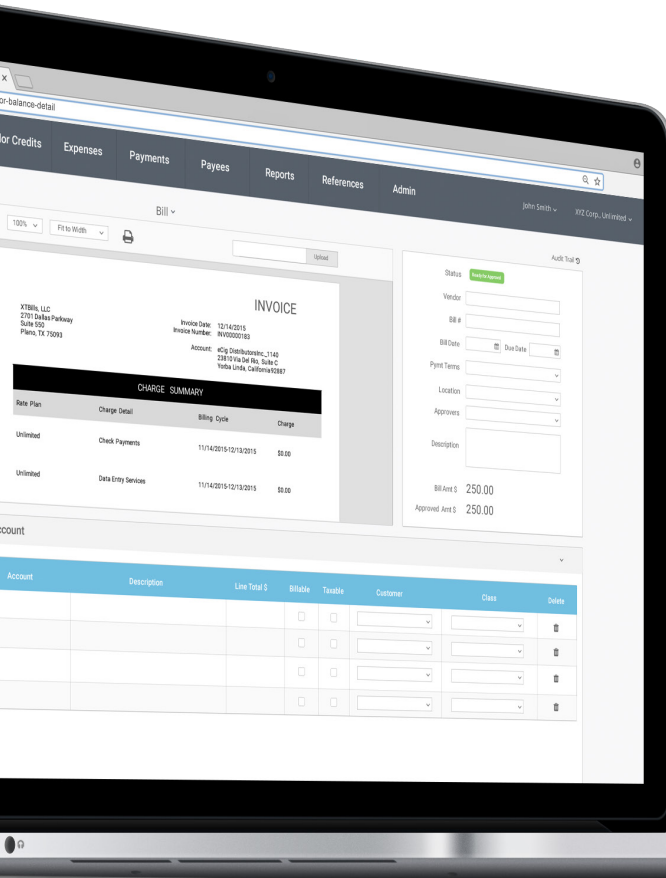 x
or-balance-detail
or Credits Expenses Payments Payees Reports References Admin John Smith XYZ Corp., Unlimited
Bill
100% Fit to Width Upload
Audit Trail
Status Ready for Approval
Vendor
Bill #
Bill Date Due Date
Pymt Terms
Location
Approvers
Description
Bill Amt $ 250.00
Approved Amt $ 250.00
INVOICE
XTBills, LLC
2701 Dallas Parkway
Suite 550
Plano, TX 75093
Invoice Date: 12/14/2015
Invoice Number: INV00000183
Account: eCig DistributorsInc.,_1140
23810 Via Del Rio, Suite C
Yorba Linda, California92887
CHARGE SUMMARY
Rate Plan Charge Detail Billing Cycle Charge
Unlimited Check Payments 11/14/2015-12/13/2015 $0.00
Unlimited Data Entry Services 11/14/2015-12/13/2015 $0.00
ccount
Account Description Line Total $ Billable Taxable Customer Class Delete